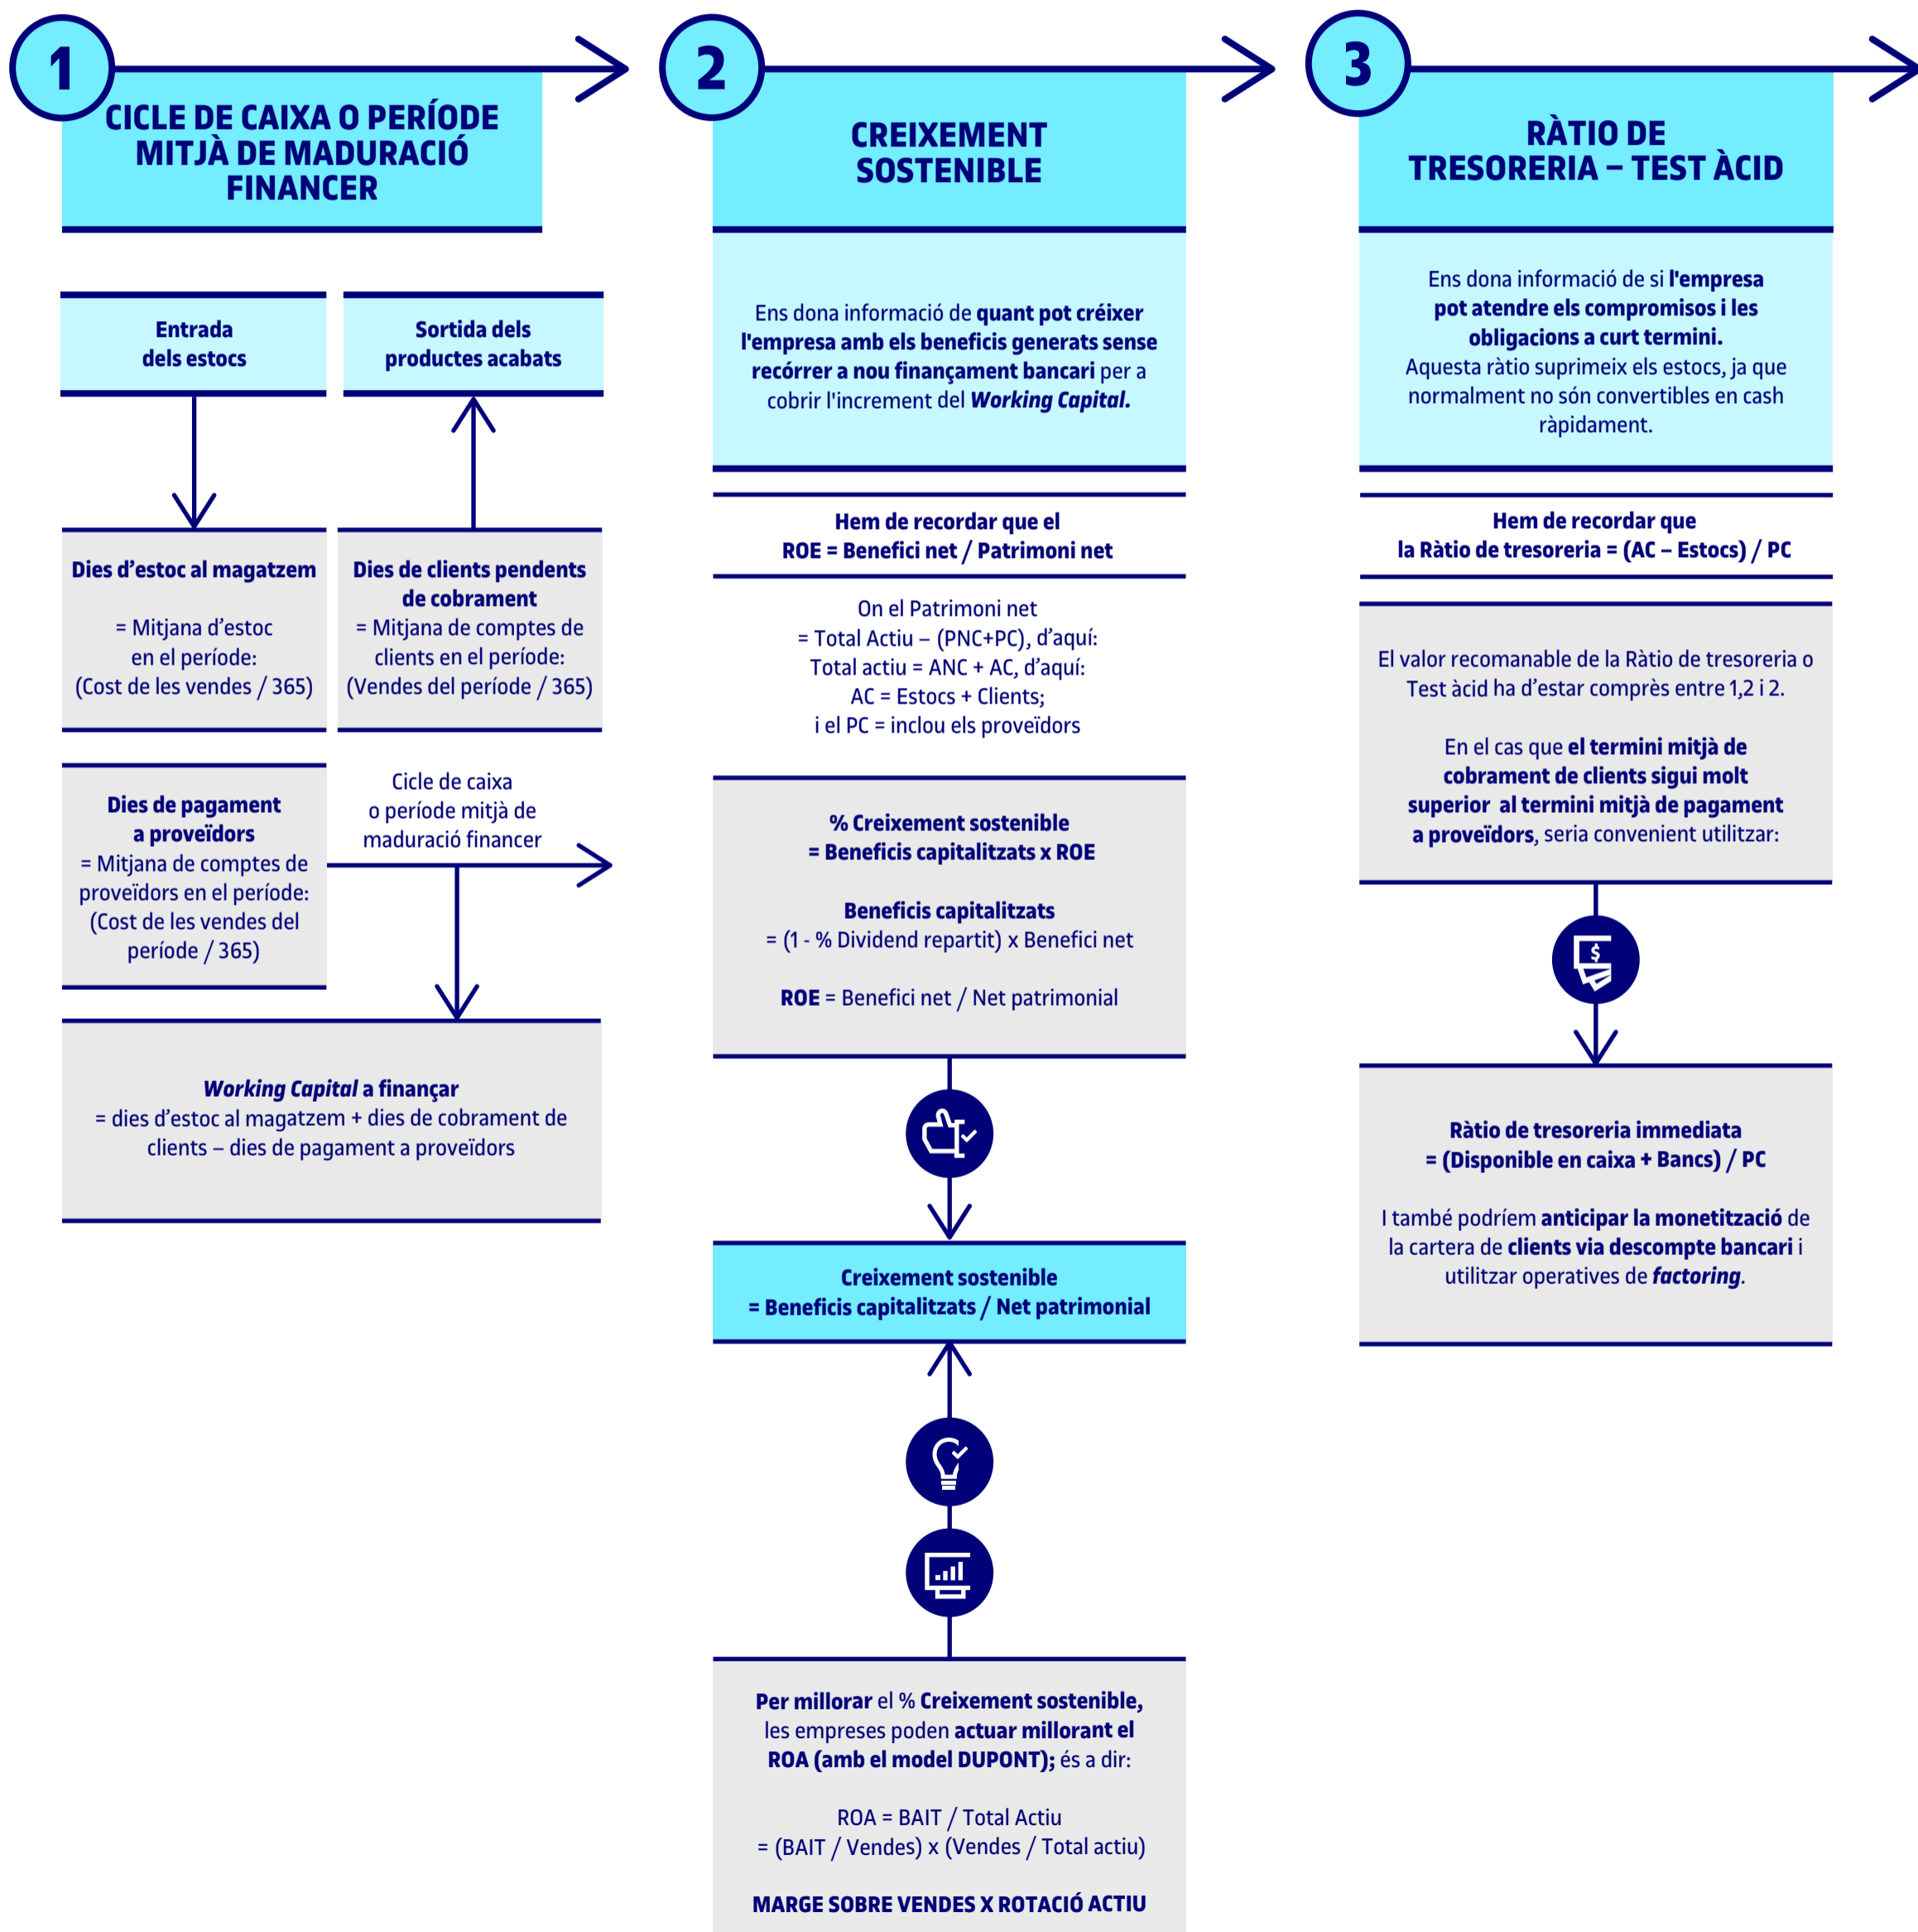 1
CICLE DE CAIXA O PERÍODE
MITJÀ DE MADURACIÓ
FINANCER
Entrada
dels estocs
Sortida dels
productes acabats
Dies d’estoc al magatzem
= Mitjana d’estoc
en el període:
(Cost de les vendes / 365)
Dies de clients pendents
de cobrament
= Mitjana de comptes de
clients en el període:
(Vendes del període / 365)
Dies de pagament
a proveïdors
= Mitjana de comptes de
proveïdors en el període:
(Cost de les vendes del
període / 365)
Cicle de caixa
o període mitjà de
maduració financer
Working Capital a finançar
= dies d’estoc al magatzem + dies de cobrament de
clients – dies de pagament a proveïdors
2
CREIXEMENT
SOSTENIBLE
Ens dona informació de quant pot créixer
l'empresa amb els beneficis generats sense
recórrer a nou finançament bancari per a
cobrir l'increment del Working Capital.
Hem de recordar que el
ROE = Benefici net / Patrimoni net
On el Patrimoni net
= Total Actiu – (PNC+PC), d’aquí:
Total actiu = ANC + AC, d’aquí:
AC = Estocs + Clients;
i el PC = inclou els proveïdors
% Creixement sostenible
= Beneficis capitalitzats x ROE
Beneficis capitalitzats
= (1 - % Dividend repartit) x Benefici net
ROE = Benefici net / Net patrimonial
Creixement sostenible
= Beneficis capitalitzats / Net patrimonial
Per millorar el % Creixement sostenible,
les empreses poden actuar millorant el
ROA (amb el model DUPONT); és a dir:
ROA = BAIT / Total Actiu
= (BAIT / Vendes) x (Vendes / Total actiu)
MARGE SOBRE VENDES X ROTACIÓ ACTIU
3
RÀTIO DE
TRESORERIA – TEST ÀCID
Ens dona informació de si l'empresa
pot atendre els compromisos i les
obligacions a curt termini.
Aquesta ràtio suprimeix els estocs, ja que
normalment no són convertibles en cash
ràpidament.
Hem de recordar que
la Ràtio de tresoreria = (AC – Estocs) / PC
El valor recomanable de la Ràtio de tresoreria o
Test àcid ha d’estar comprès entre 1,2 i 2.
En el cas que el termini mitjà de
cobrament de clients sigui molt
superior al termini mitjà de pagament
a proveïdors, seria convenient utilitzar:
$
Ràtio de tresoreria immediata
= (Disponible en caixa + Bancs) / PC
I també podríem anticipar la monetització de
la cartera de clients via descompte bancari i
utilitzar operatives de factoring.